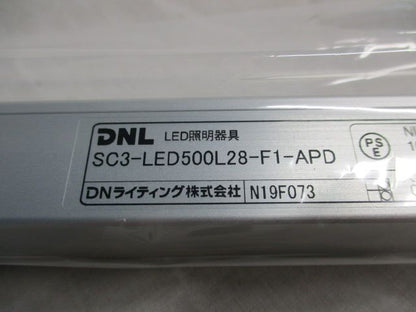 DNL LED照明器具
SC3-LED500L28-F1-APD
DNライティング株式会社 N19F073
PS
E